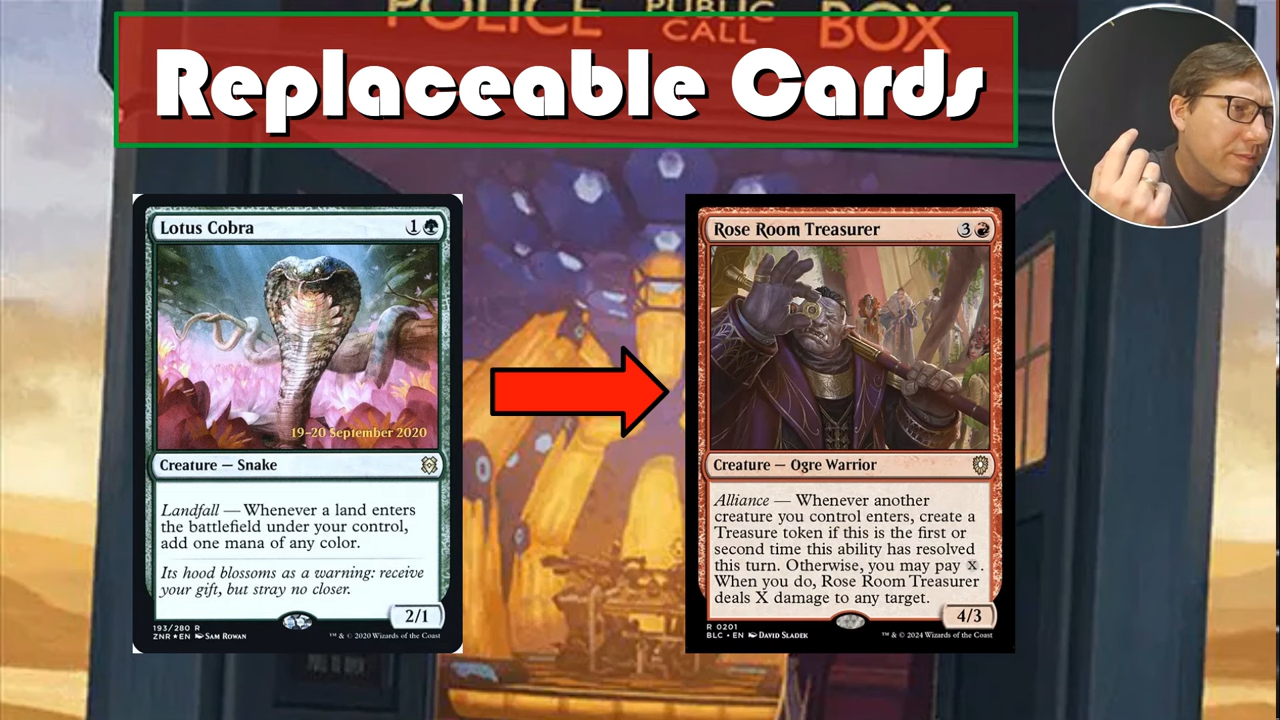 POLICE PUBLIC CALL BOX
Replaceable Cards
Lotus Cobra 1
19-20 September 2020
Creature — Snake
Landfall — Whenever a land enters
the battlefield under your control,
add one mana of any color.
Its hood blossoms as a warning: receive
your gift, but stray no closer.
2/1
193/280 R
ZNR ★ EN Sam Rowan
™ & © 2020 Wizards of the Coast
Rose Room Treasurer 3
Creature — Ogre Warrior
Alliance — Whenever another
creature you control enters, create a
Treasure token if this is the first or
second time this ability has resolved
this turn. Otherwise, you may pay X.
When you do, Rose Room Treasurer
deals X damage to any target.
4/3
R 0201
BLC • EN David Sladek
™ & © 2024 Wizards of the Coast